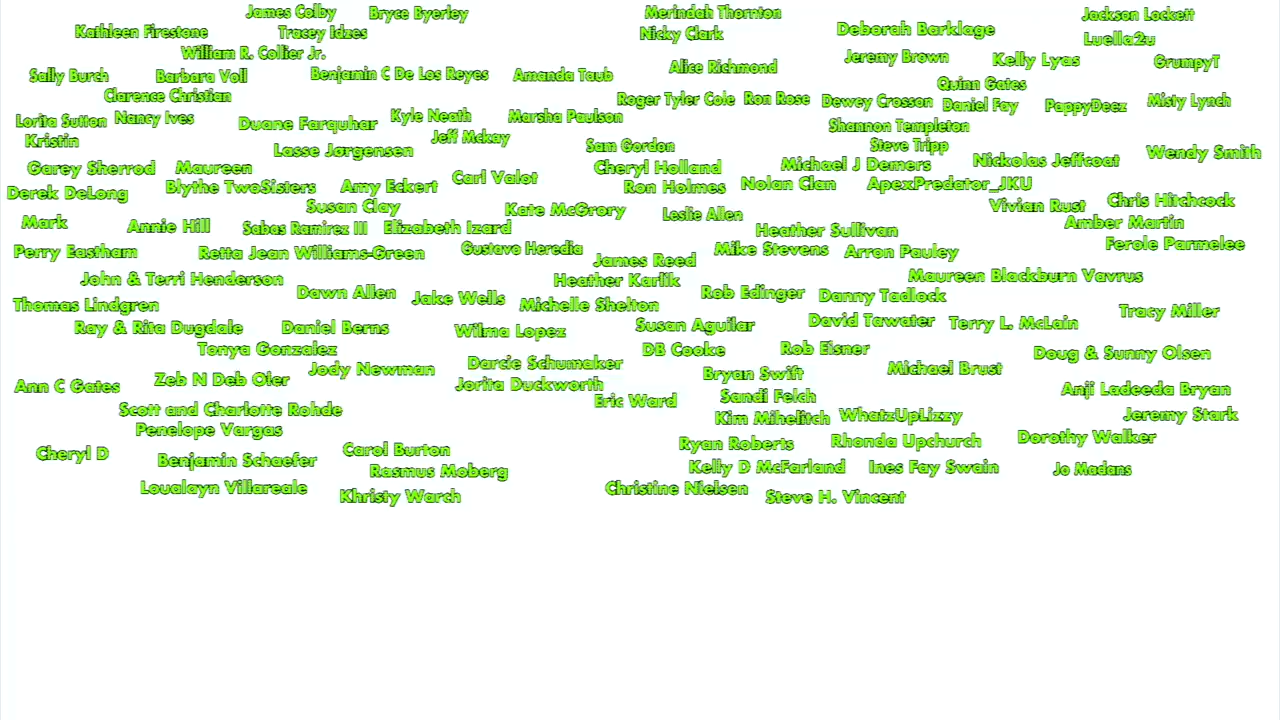 James Colby Bryce Byerley Merindah Thornton Jackson Lockett
Kathleen Firestone Tracey Idzes Nicky Clark Deborah Barklage Luella2u
William R. Collier Jr. Jeremy Brown Kelly Lyas GrumpyT
Sally Burch Barbara Voll Benjamin C De Los Reyes Amanda Taub Alice Richmond Quinn Gates
Clarence Christian Roger Tyler Cole Ron Rose Dewey Crosson Daniel Fay PappyDeez Misty Lynch
Lorita Sutton Nancy Ives Duane Farquhar Kyle Neath Marsha Paulson Shannon Templeton
Kristin Lasse Jørgensen Jeff Mckay Sam Gordon Steve Tripp Wendy Smith
Garey Sherrod Maureen Cheryl Holland Michael J Demers Nickolas Jeffcoat
Derek DeLong Blythe TwoSisters Amy Eckert Carl Valot Ron Holmes Nolan Clan ApexPredator_JKU
Susan Clay Kate McGrory Leslie Allen Vivian Rust Chris Hitchcock
Mark Annie Hill Sabas Ramirez III Elizabeth Izard Heather Sullivan Amber Martin
Perry Eastham Retta Jean Williams-Green Gustavo Heredia James Reed Mike Stevens Arron Pauley Ferole Parmelee
John & Terri Henderson Heather Karlik Maureen Blackburn Vavrus
Thomas Lindgren Dawn Allen Jake Wells Michelle Shelton Rob Edinger Danny Tadlock Tracy Miller
Ray & Rita Dugdale Daniel Berns Wilma Lopez Susan Aguilar David Tawater Terry L. McLain
Tonya Gonzalez DB Cooke Rob Eisner Doug & Sunny Olsen
Jody Newman Darcie Schumaker Bryan Swift Michael Brust
Ann C Gates Zeb N Deb Oler Jorita Duckworth Eric Ward Sandi Felch Anji Ladeeda Bryan
Scott and Charlotte Rohde Kim Mihelitch WhatzUpLizzy Jeremy Stark
Penelope Vargas Ryan Roberts Rhonda Upchurch Dorothy Walker
Cheryl D Benjamin Schaefer Carol Burton Kelly D McFarland Ines Fay Swain Jo Madans
Rasmus Moberg
Loualayn Villareale Khristy Warch Christine Nielsen Steve H. Vincent